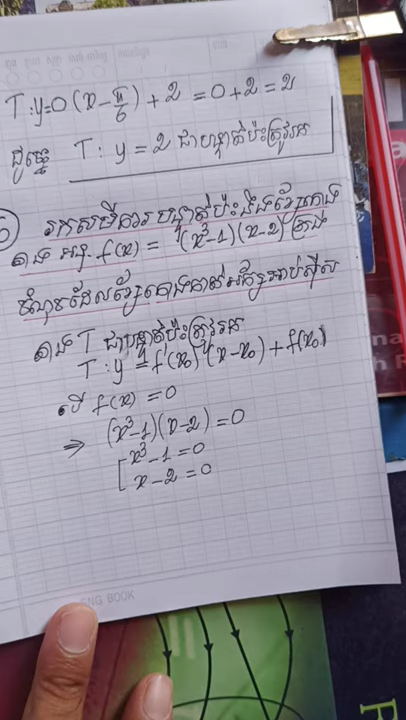 T : y = 0 (x - π/6) + 2 = 0 + 2 = 2
ដូច្នេះ T : y = 2 ជាបន្ទាត់ប៉ះត្រូវរក
រកសមីការបន្ទាត់ប៉ះនឹងខ្សែកោង
តាង អនុ. f(x) = (x³-1)(x-2) ត្រង់
ចំណុចដែលខ្សែកោងកាត់អ័ក្សអាប់ស៊ីស
តាង T ជាបន្ទាត់ប៉ះត្រូវរក
T : y = f'(x₀)(x-x₀) + f(x₀)
បើ f(x) = 0
⇒ (x³-1)(x-2) = 0
[ x³-1 = 0
x-2 = 0
NG BOOK